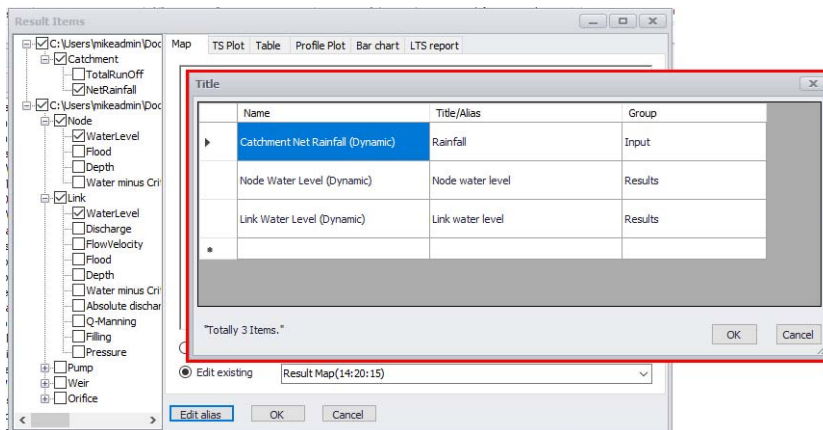 Result Items
C:\Users\mikeadmin\Doc
Catchment
TotalRunOff
NetRainfall
C:\Users\mikeadmin\Doc
Node
WaterLevel
Flood
Depth
Water minus Crit
Link
WaterLevel
Discharge
FlowVelocity
Flood
Depth
Water minus Crit
Absolute dischar
Q-Manning
Filling
Pressure
Pump
Weir
Orifice
Map TS Plot Table Profile Plot Bar chart LTS report
Title
Name Title/Alias Group
Catchment Net Rainfall (Dynamic) Rainfall Input
Node Water Level (Dynamic) Node water level Results
Link Water Level (Dynamic) Link water level Results
"Totally 3 Items."
OK Cancel
Edit existing Result Map(14:20:15)
Edit alias OK Cancel